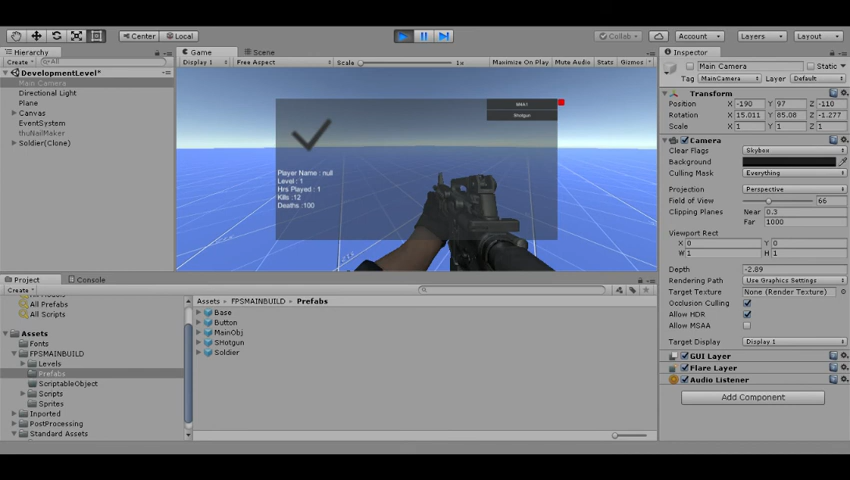 Center Local Collab Account Layers Layout
Hierarchy
Create All
DevelopmentLevel*
Main Camera
Directional Light
Plane
Canvas
EventSystem
thuNailMaker
Soldier(Clone)
Game Scene
Display 1 Free Aspect Scale 1x Maximize On Play Mute Audio Stats Gizmos
M4A1
Shotgun
Player Name : null
Level : 1
Hrs Played : 1
Kills :12
Deaths :100
Inspector
Main Camera Static
Tag MainCamera Layer Default
Transform
Position X -190 Y 97 Z -110
Rotation X 15.011 Y 85.08 Z -1.277
Scale X 1 Y 1 Z 1
Camera
Clear Flags Skybox
Background
Culling Mask Everything
Projection Perspective
Field of View 66
Clipping Planes Near 0.3
Far 1000
Viewport Rect
X 0 Y 0
W 1 H 1
Depth -2.89
Rendering Path Use Graphics Settings
Target Texture None (Render Texture)
Occlusion Culling
Allow HDR
Allow MSAA
Target Display Display 1
GUI Layer
Flare Layer
Audio Listener
Add Component
Project Console
Create
All Prefabs
All Scripts
Assets
Fonts
FPSMAINBUILD
Levels
Prefabs
ScriptableObject
Scripts
Sprites
Imported
PostProcessing
Standard Assets
Assets FPSMAINBUILD Prefabs
Base
Button
MainObj
SHotgun
Soldier